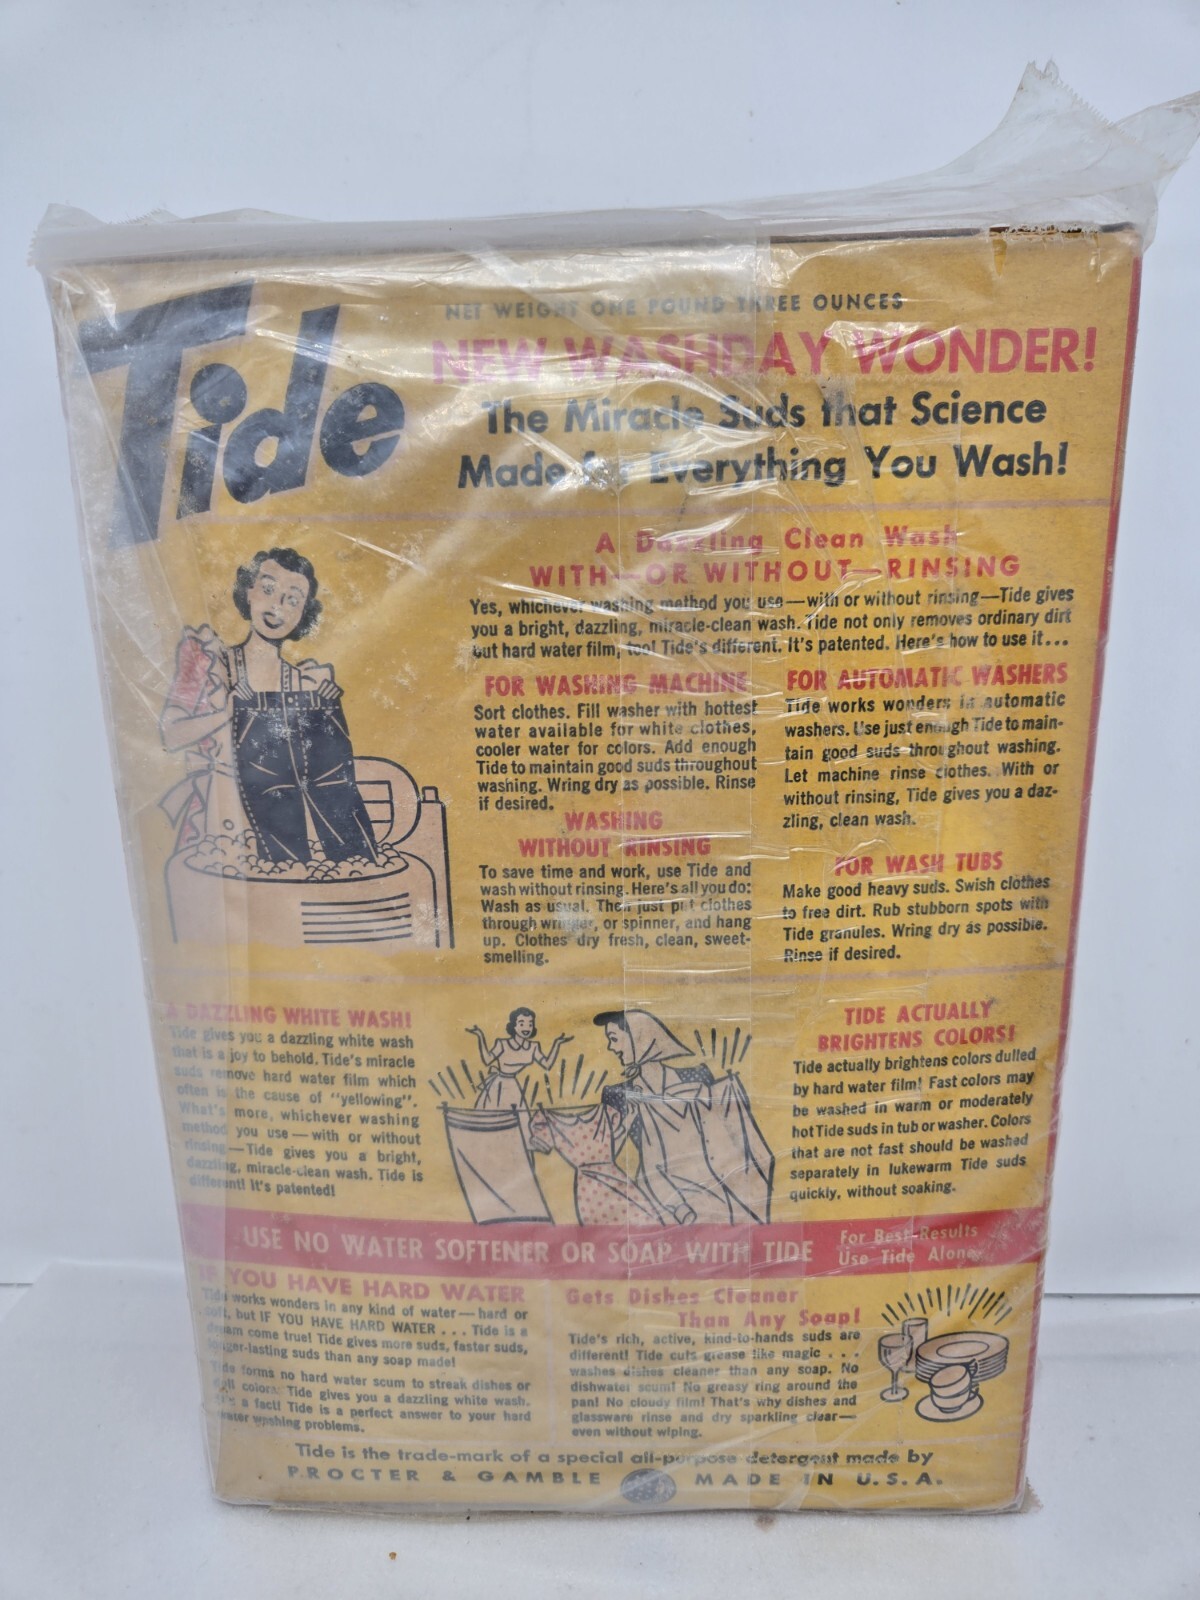 Tide
NET WEIGHT ONE POUND THREE OUNCES
NEW WASHDAY WONDER!
The Miracle Suds that Science
Made for Everything You Wash!
A Dazzling Clean Wash
WITH—OR WITHOUT—RINSING
Yes, whichever washing method you use—with or without rinsing—Tide gives
you a bright, dazzling, miracle-clean wash. Tide not only removes ordinary dirt
but hard water film, too! Tide's different. It's patented. Here's how to use it...
FOR WASHING MACHINE
Sort clothes. Fill washer with hottest
water available for white clothes,
cooler water for colors. Add enough
Tide to maintain good suds throughout
washing. Wring dry as possible. Rinse
if desired.
WASHING
WITHOUT RINSING
To save time and work, use Tide and
wash without rinsing. Here's all you do:
Wash as usual. Then just put clothes
through wringer, or spinner, and hang
up. Clothes dry fresh, clean, sweet-
smelling.
FOR AUTOMATIC WASHERS
Tide works wonders in automatic
washers. Use just enough Tide to main-
tain good suds throughout washing.
Let machine rinse clothes. With or
without rinsing, Tide gives you a daz-
zling, clean wash.
FOR WASH TUBS
Make good heavy suds. Swish clothes
to free dirt. Rub stubborn spots with
Tide granules. Wring dry as possible.
Rinse if desired.
A DAZZLING WHITE WASH!
Tide gives you a dazzling white wash
that is a joy to behold. Tide's miracle
suds remove hard water film which
often is the cause of "yellowing".
What's more, whichever washing
method you use—with or without
rinsing—Tide gives you a bright,
dazzling, miracle-clean wash. Tide is
different! It's patented!
TIDE ACTUALLY
BRIGHTENS COLORS!
Tide actually brightens colors dulled
by hard water film! Fast colors may
be washed in warm or moderately
hot Tide suds in tub or washer. Colors
that are not fast should be washed
separately in lukewarm Tide suds
quickly, without soaking.
USE NO WATER SOFTENER OR SOAP WITH TIDE
For Best Results
Use Tide Alone
IF YOU HAVE HARD WATER
Tide works wonders in any kind of water—hard or
soft, but IF YOU HAVE HARD WATER . . . Tide is a
dream come true! Tide gives more suds, faster suds,
longer-lasting suds than any soap made!
Tide forms no hard water scum to streak dishes or
dull colors. Tide gives you a dazzling white wash.
It's a fact! Tide is a perfect answer to your hard
water washing problems.
Gets Dishes Cleaner
Than Any Soap!
Tide's rich, active, kind-to-hands suds are
different! Tide cuts grease like magic . . .
washes dishes cleaner than any soap. No
dishwater scum! No greasy ring around the
pan! No cloudy film! That's why dishes and
glassware rinse and dry sparkling clear—
even without wiping.
Tide is the trade-mark of a special all-purpose detergent made by
PROCTER & GAMBLE MADE IN U.S.A.